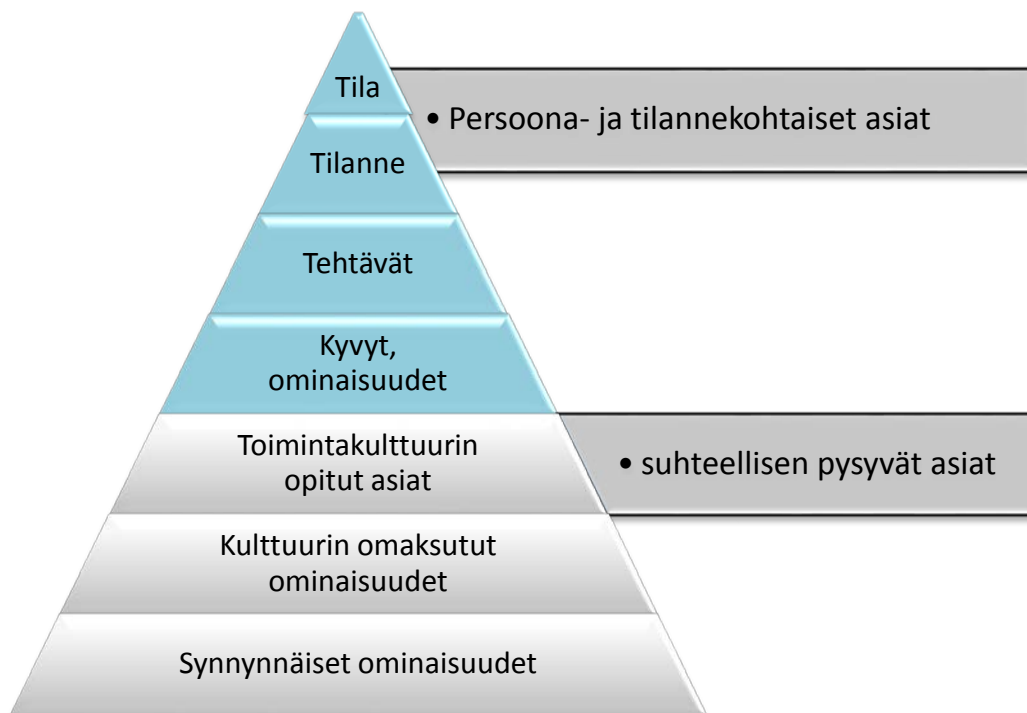 Tila
• Persoona- ja tilannekohtaiset asiat
Tilanne
Tehtävät
Kyvyt,
ominaisuudet
Toimintakulttuurin
opitut asiat
• suhteellisen pysyvät asiat
Kulttuurin omaksutut
ominaisuudet
Synnynnäiset ominaisuudet